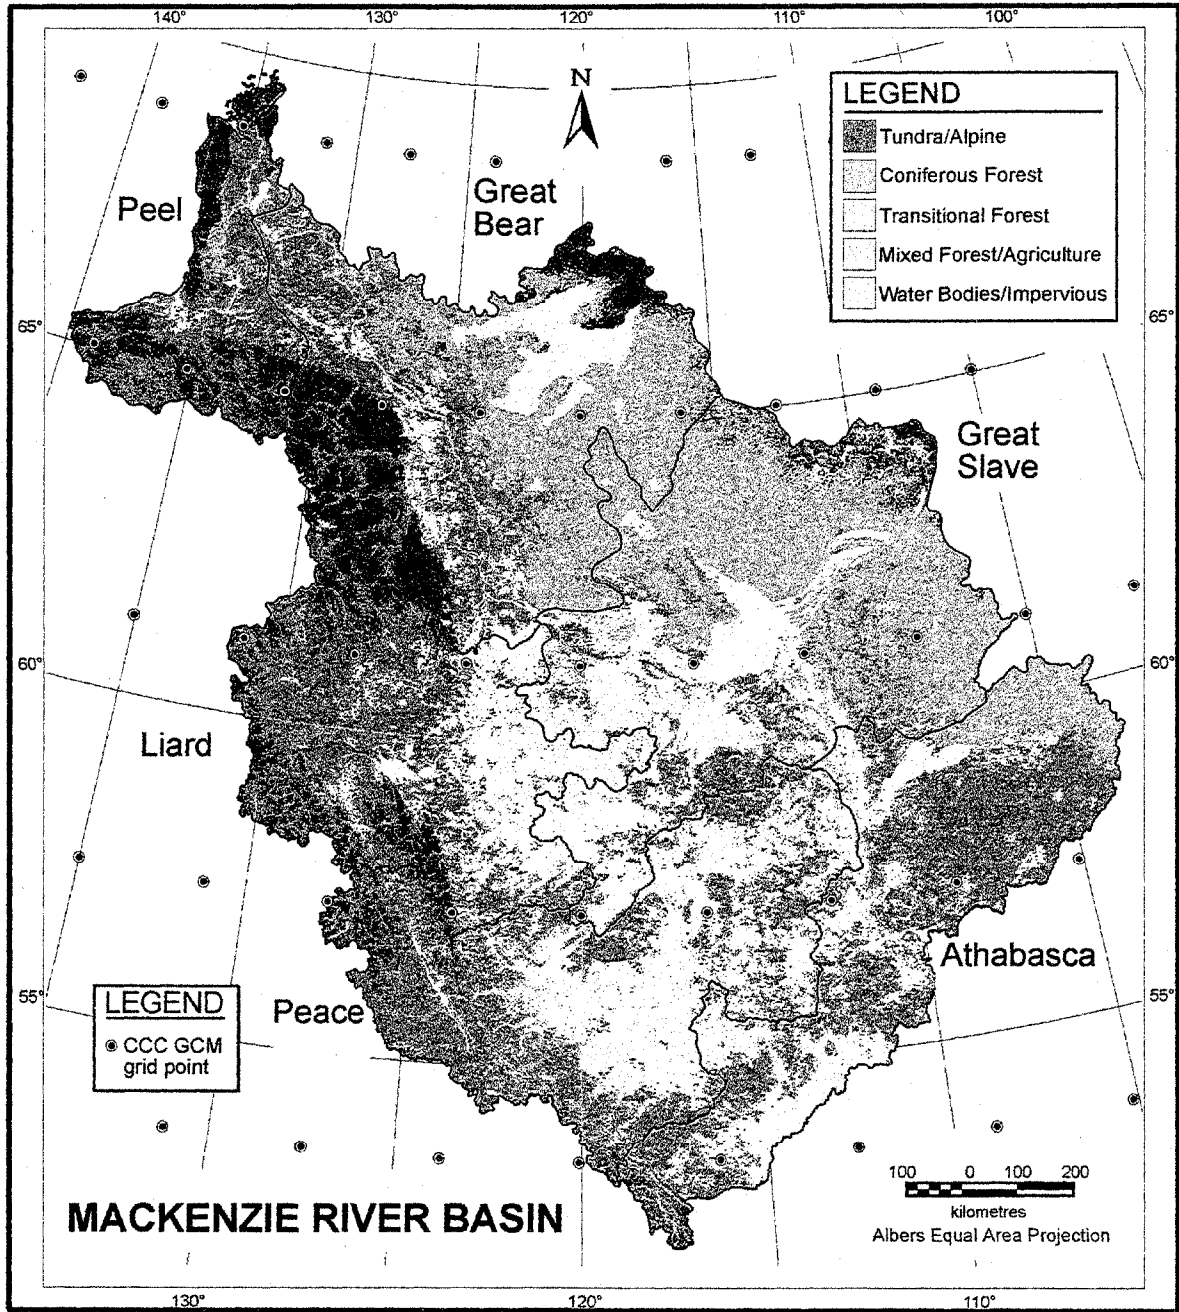 140°
130°
120°
110°
100°
N
LEGEND
Tundra/Alpine
Coniferous Forest
Transitional Forest
Mixed Forest/Agriculture
Water Bodies/Impervious
Peel
Great
Bear
65°
65°
Great
Slave
60°
60°
Liard
Athabasca
55°
55°
Peace
LEGEND
CCC GCM
grid point
MACKENZIE RIVER BASIN
100 0 100 200
kilometres
Albers Equal Area Projection
130°
120°
110°